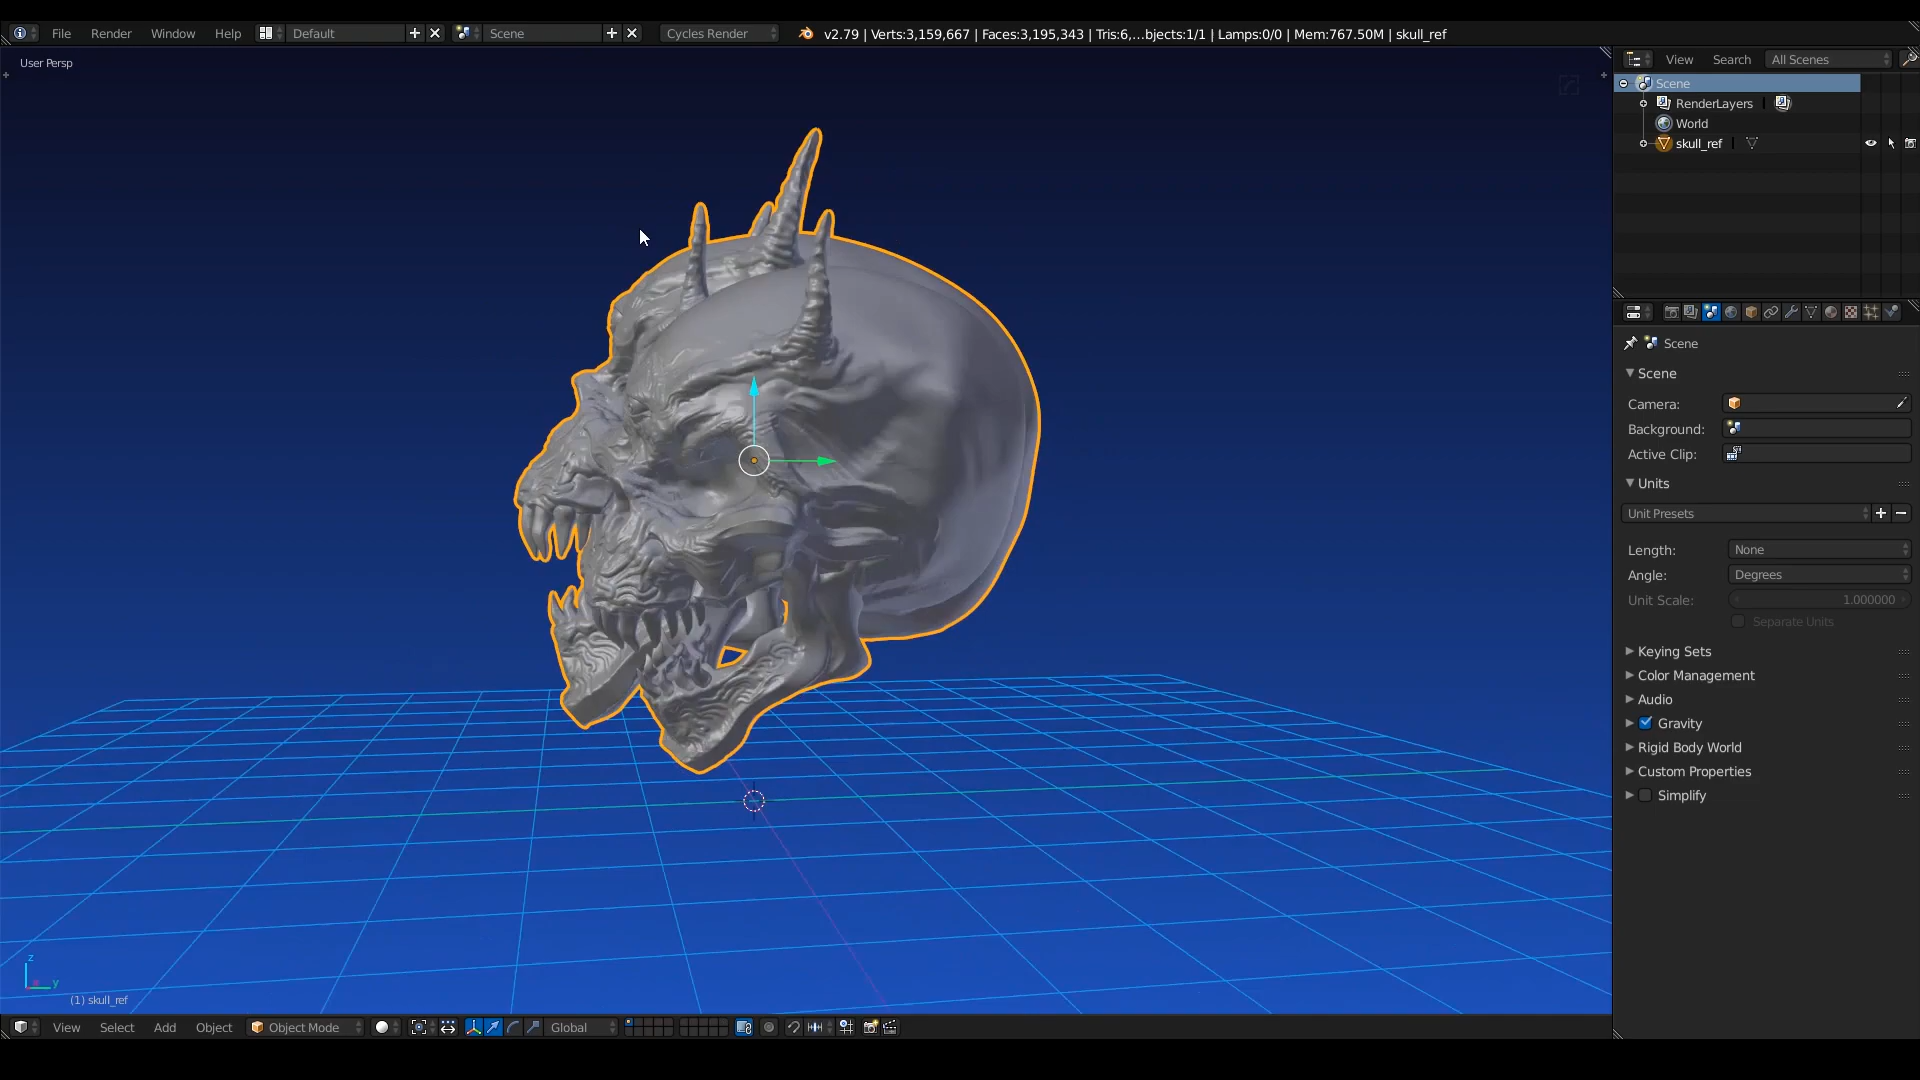 File Render Window Help Default Scene Cycles Render v2.79 | Verts:3,159,667 | Faces:3,195,343 | Tris:6,...bjects:1/1 | Lamps:0/0 | Mem:767.50M | skull_ref
User Persp
View Search All Scenes
Scene
RenderLayers
World
skull_ref
Scene
Scene
Camera:
Background:
Active Clip:
Units
Unit Presets
Length: None
Angle: Degrees
Unit Scale: 1.000000
Separate Units
Keying Sets
Color Management
Audio
Gravity
Rigid Body World
Custom Properties
Simplify
z
y
(1) skull_ref
View Select Add Object Object Mode Global